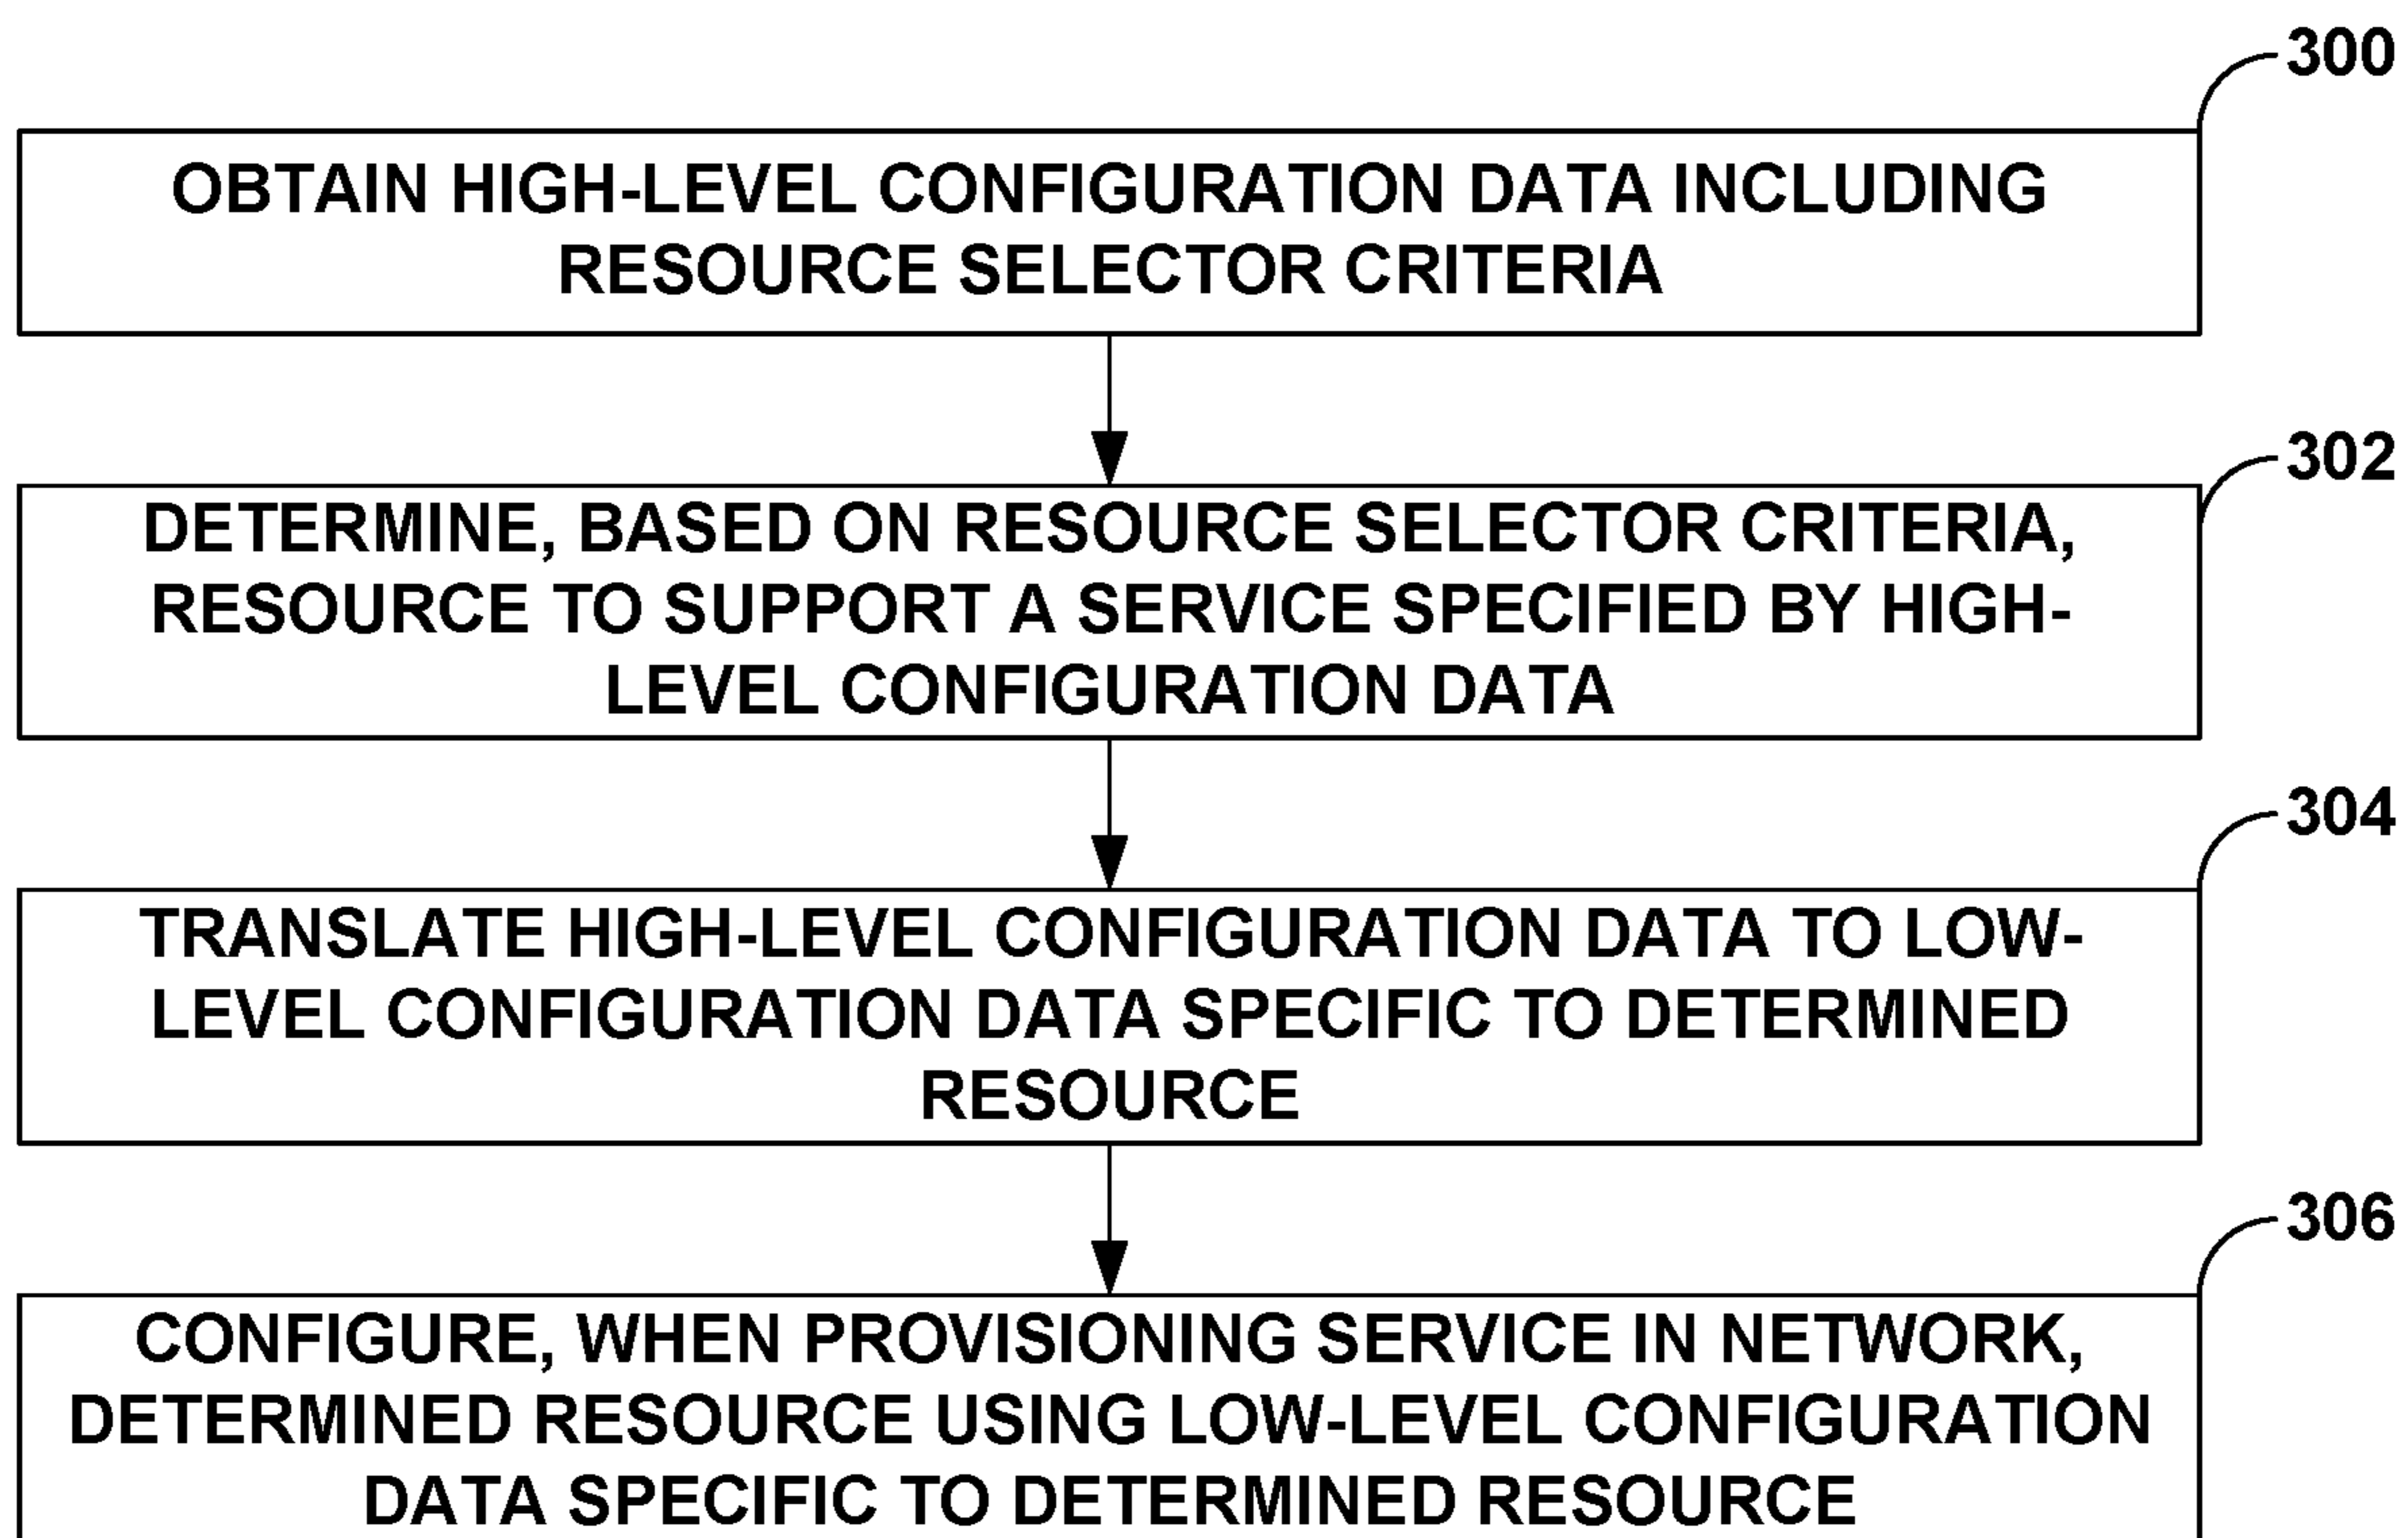 300
OBTAIN HIGH-LEVEL CONFIGURATION DATA INCLUDING
RESOURCE SELECTOR CRITERIA
302
DETERMINE, BASED ON RESOURCE SELECTOR CRITERIA,
RESOURCE TO SUPPORT A SERVICE SPECIFIED BY HIGH-
LEVEL CONFIGURATION DATA
304
TRANSLATE HIGH-LEVEL CONFIGURATION DATA TO LOW-
LEVEL CONFIGURATION DATA SPECIFIC TO DETERMINED
RESOURCE
306
CONFIGURE, WHEN PROVISIONING SERVICE IN NETWORK,
DETERMINED RESOURCE USING LOW-LEVEL CONFIGURATION
DATA SPECIFIC TO DETERMINED RESOURCE